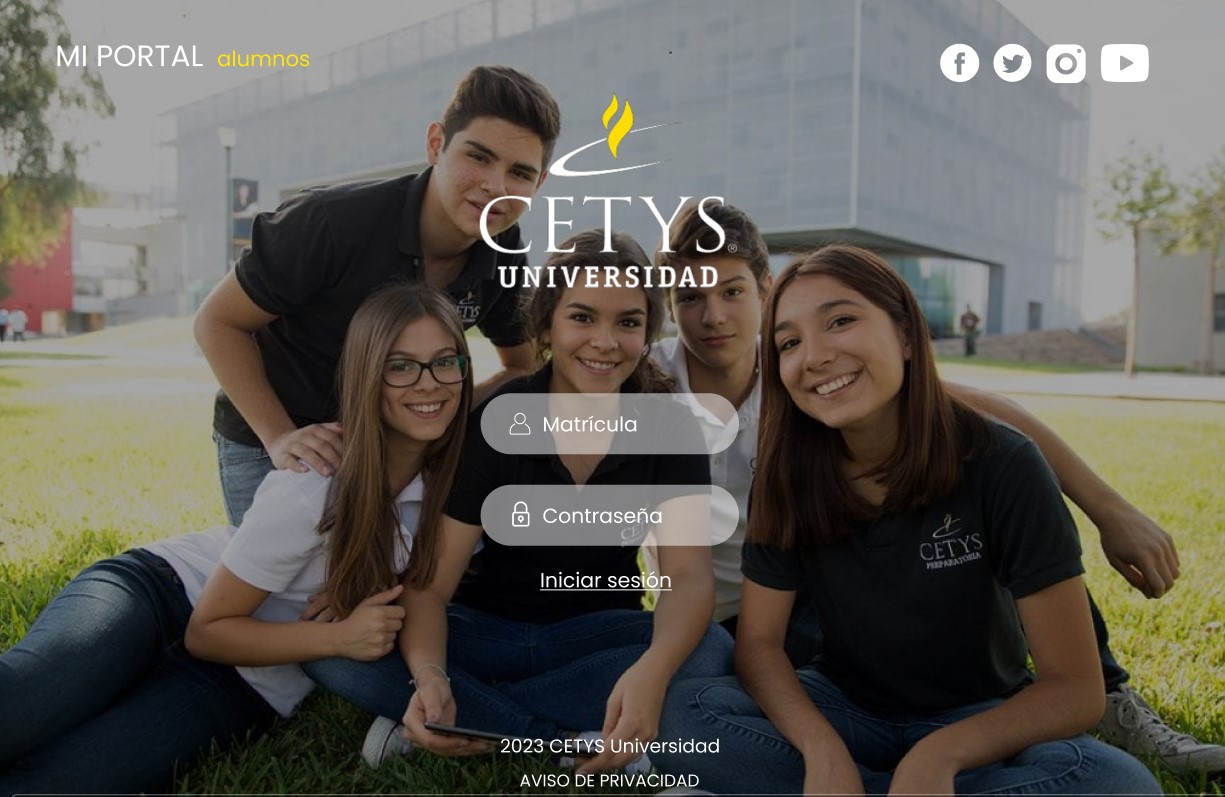 MI PORTAL alumnos
CETYS®
UNIVERSIDAD
Matrícula
Contraseña
Iniciar sesión
CETYS
PREPARATORIA
2023 CETYS Universidad
AVISO DE PRIVACIDAD